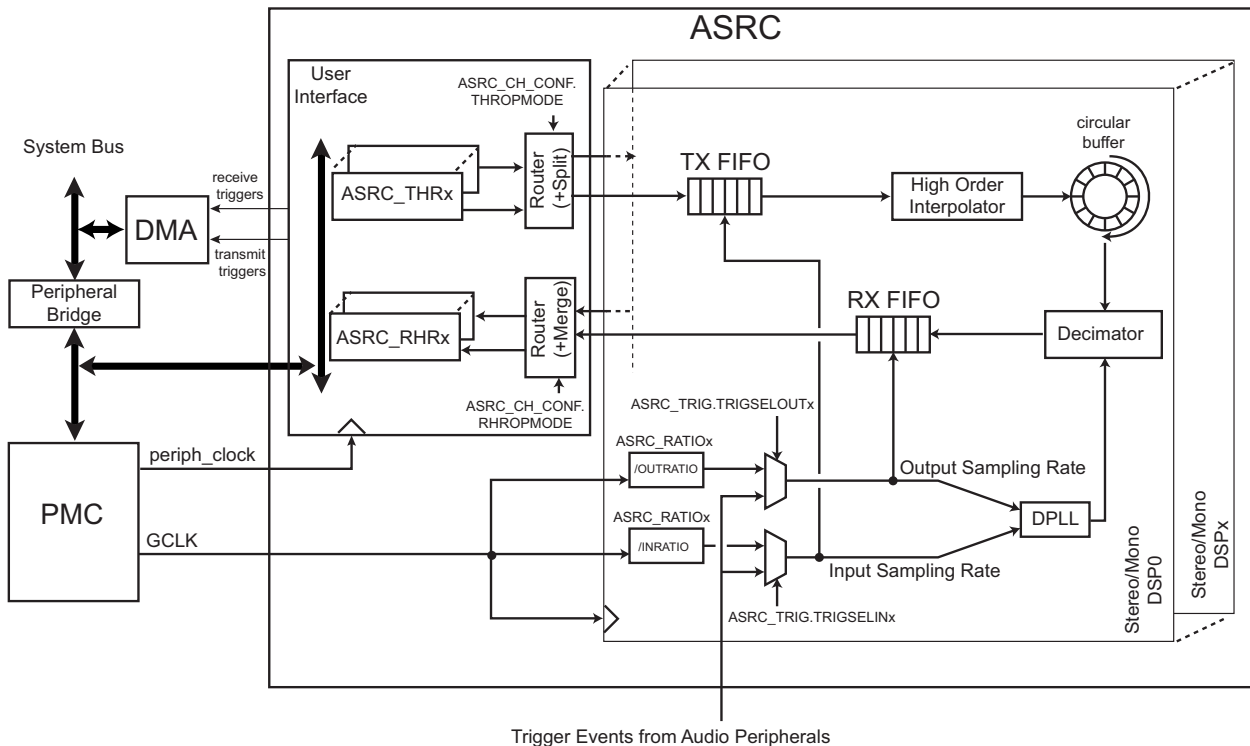 ASRC
User
Interface
ASRC_CH_CONF.
THROPMODE
System Bus
receive
triggers
DMA
transmit
triggers
Peripheral
Bridge
ASRC_THRx
Router
(+Split)
TX FIFO
High Order
Interpolator
circular
buffer
ASRC_RHRx
Router
(+Merge)
RX FIFO
Decimator
ASRC_CH_CONF.
RHROPMODE
ASRC_TRIG.TRIGSELOUTx
PMC
periph_clock
GCLK
ASRC_RATIOx
/OUTRATIO
Output Sampling Rate
ASRC_RATIOx
/INRATIO
Input Sampling Rate
DPLL
ASRC_TRIG.TRIGSELINx
Stereo/Mono
DSP0
Stereo/Mono
DSPx
Trigger Events from Audio Peripherals